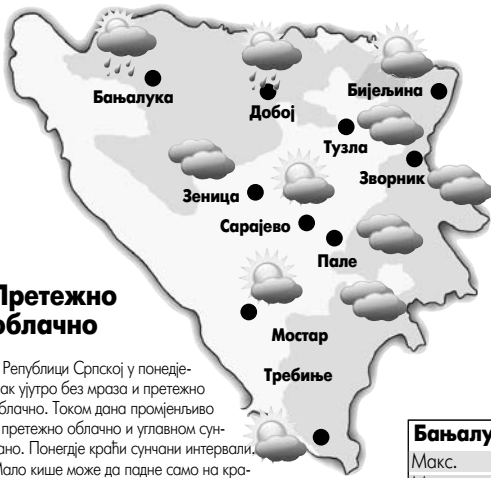 Бањалука
Добој
Бијељина
Тузла
Зворник
Зеница
Сарајево
Пале
Мостар
Требиње
Претежно
облачно
Републици Српској у понедје-
ак ујутро без мраза и претежно
блачно. Током дана промјенљиво
претежно облачно и углавном сун-
ано. Понегдје краћи сунчани интервали.
Мало кише може да падне само на кра-
Бањалу
Макс.